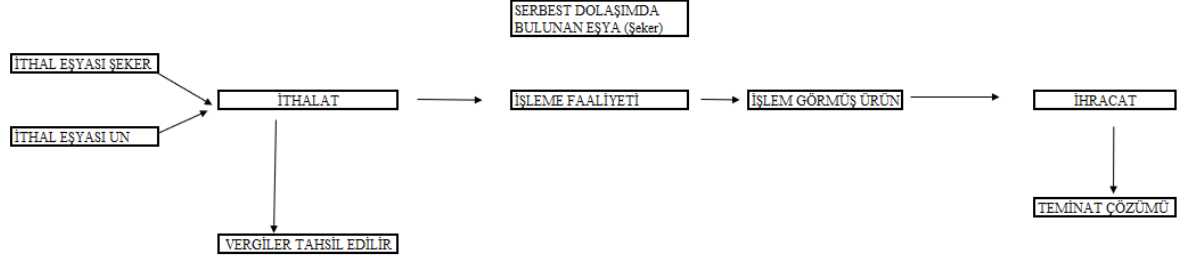 SERBEST DOLAŞIMDA
BULUNAN EŞYA (Şeker)
İTHAL EŞYASI ŞEKER
İTHALAT
İŞLEME FAALİYETİ
İŞLEM GÖRMÜŞ ÜRÜN
İHRACAT
İTHAL EŞYASI UN
TEMİNAT ÇÖZÜMÜ
VERGİLER TAHSİL EDİLİR